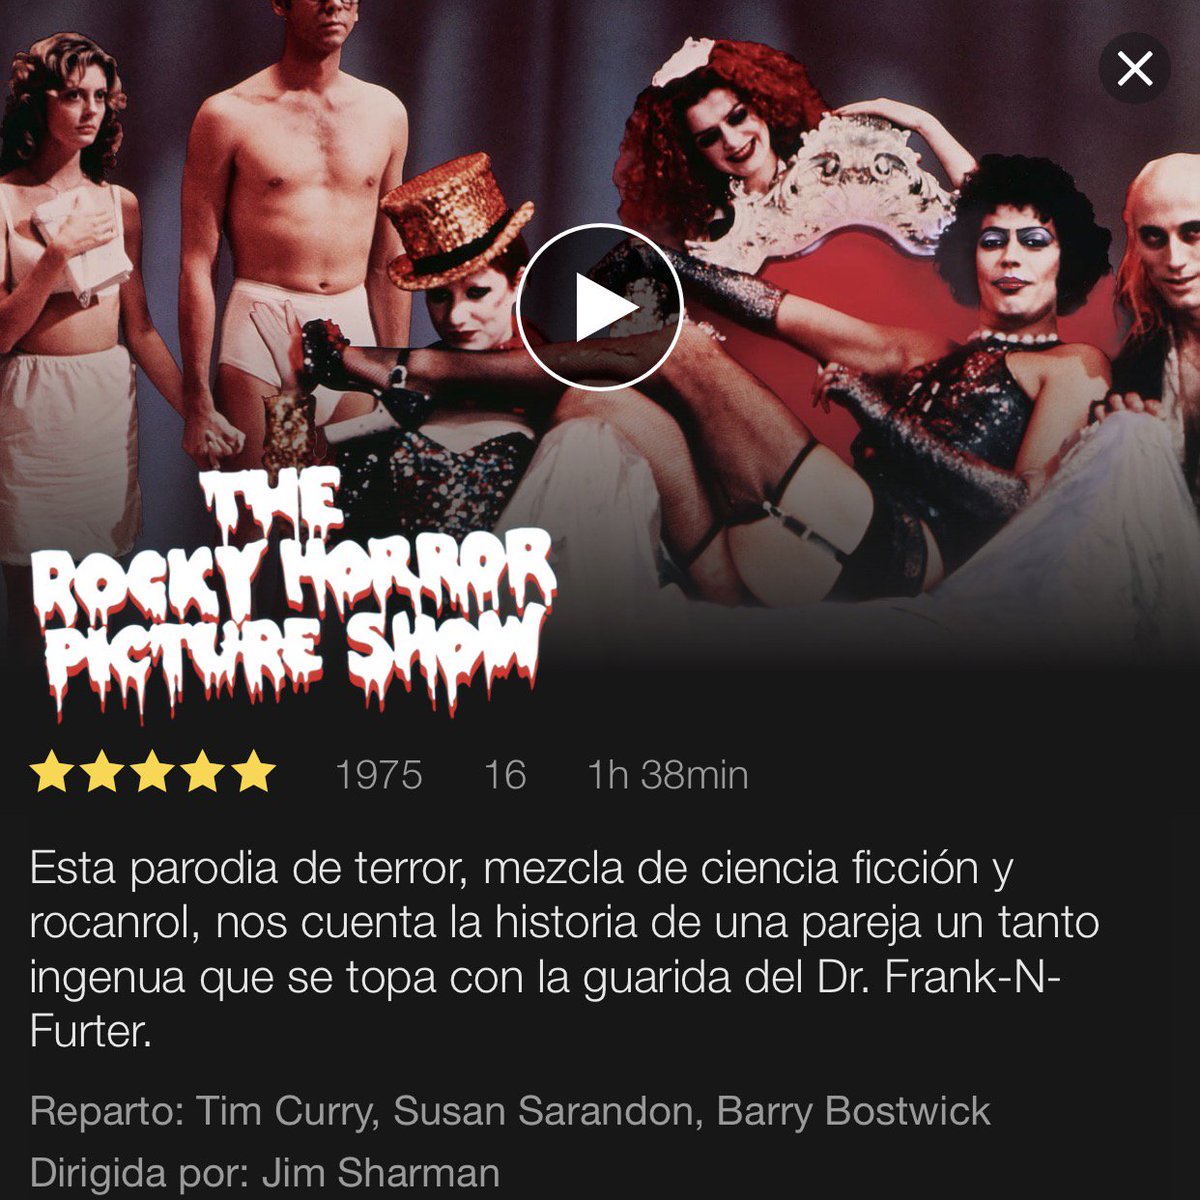 THE
ROCKY HORROR
PICTURE SHOW
1975 16 1h 38min
Esta parodia de terror, mezcla de ciencia ficción y
rocanrol, nos cuenta la historia de una pareja un tanto
ingenua que se topa con la guarida del Dr. Frank-N-
Furter.
Reparto: Tim Curry, Susan Sarandon, Barry Bostwick
Dirigida por: Jim Sharman